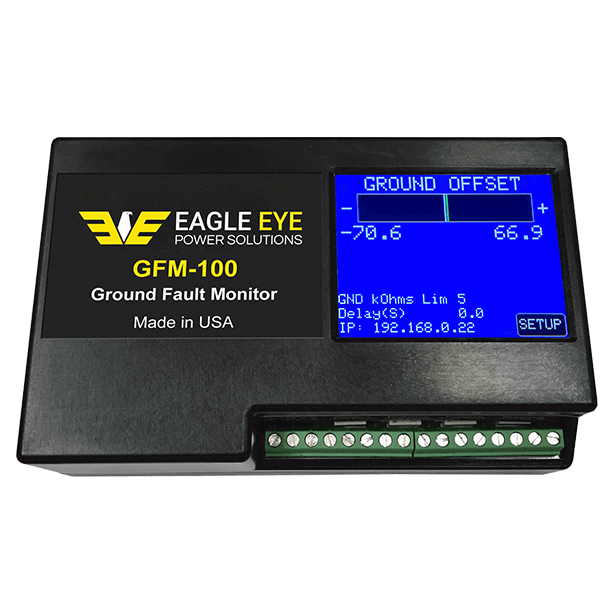 EAGLE EYE
POWER SOLUTIONS
GFM-100
Ground Fault Monitor
Made in USA
GROUND OFFSET
- +
-70.6 66.9
GND kOhms Lim 5
Delay(S) 0.0
IP: 192.168.0.22
SETUP